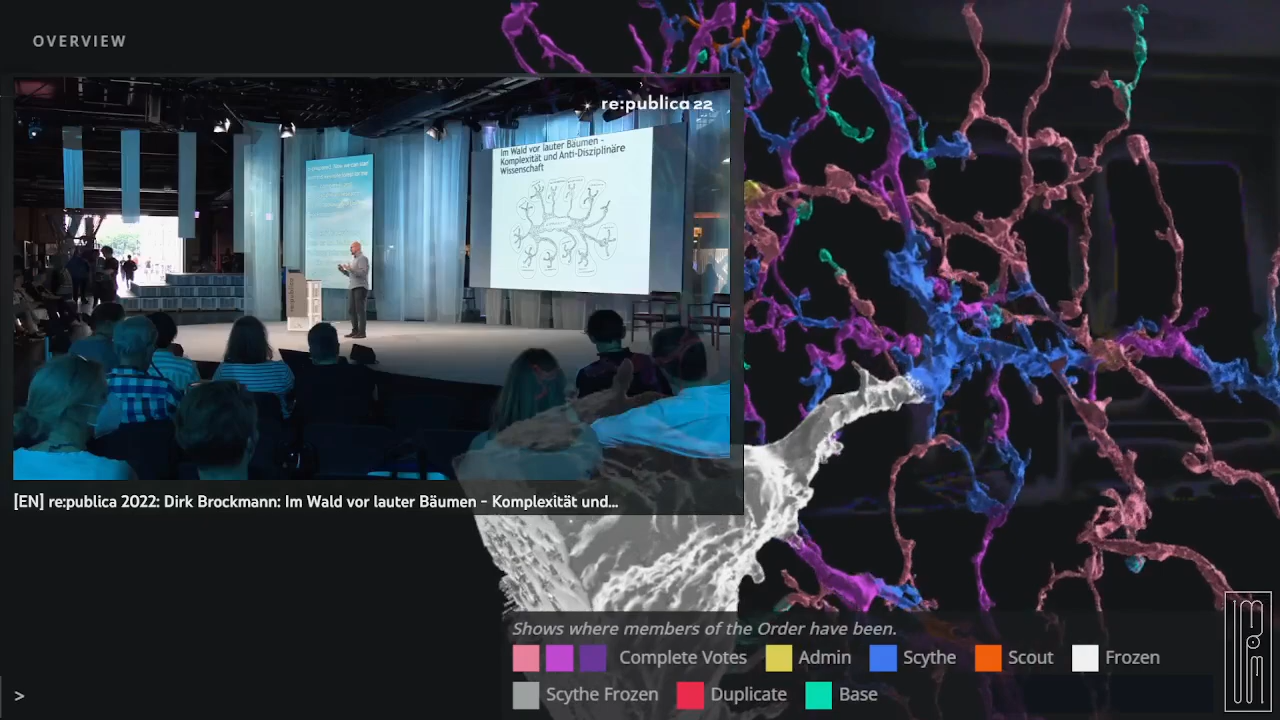 OVERVIEW
re:publica 22
Im Wald vor lauter Bäumen -
Komplexität und Anti-Disziplinäre
Wissenschaft
[EN] re:publica 2022: Dirk Brockmann: Im Wald vor lauter Bäumen - Komplexität und...
Shows where members of the Order have been.
Complete Votes Admin Scythe Scout Frozen
Scythe Frozen Duplicate Base
>